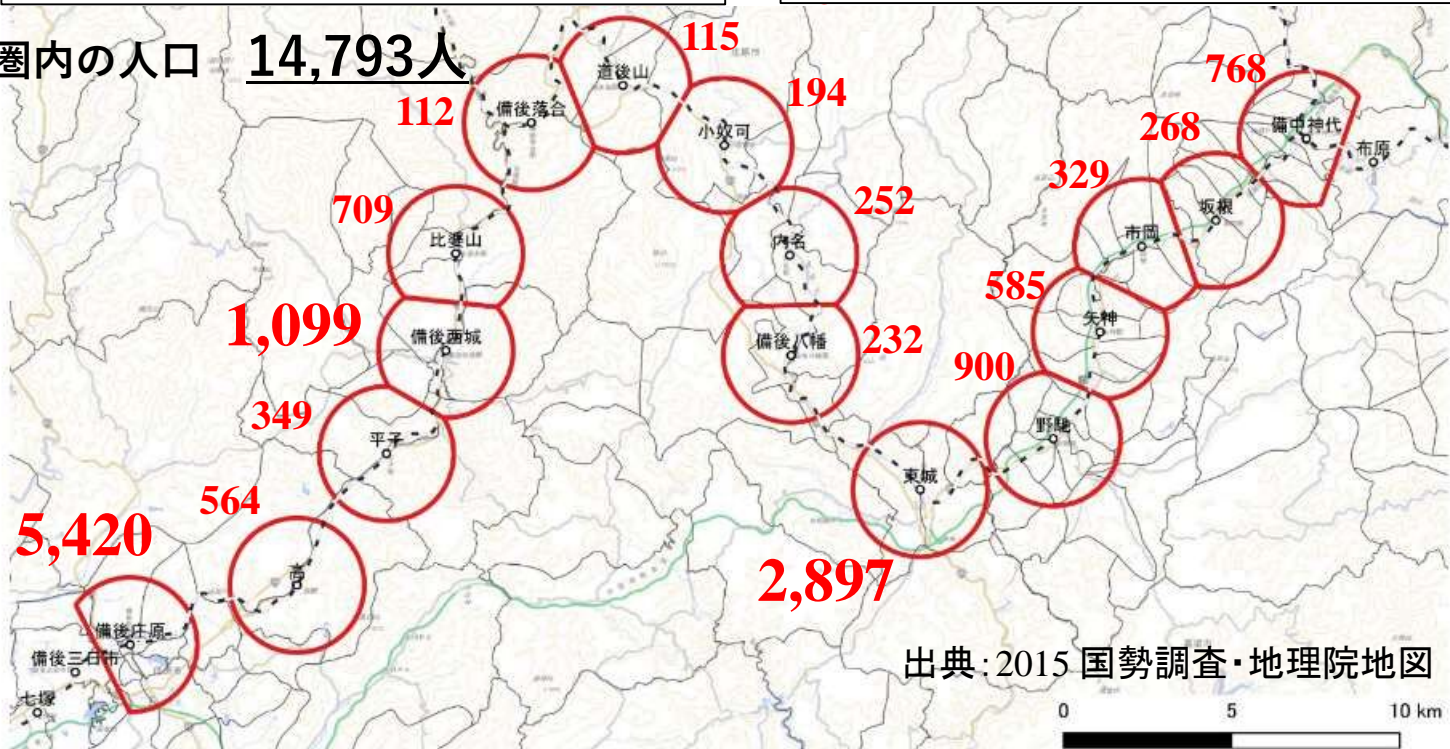 圏内の人口 14,793人
115
道後山
768
194
112
備後落合
備中神代
小奴可
268
布原
329
709
252
坂根
比婆山
内名
市岡
585
1,099
矢神
備後西城
備後八幡
232
900
349
平子
野馳
東城
564
5,420
高
2,897
備後庄原
備後三日市
七塚
出典:2015 国勢調査・地理院地図
0 5 10 km